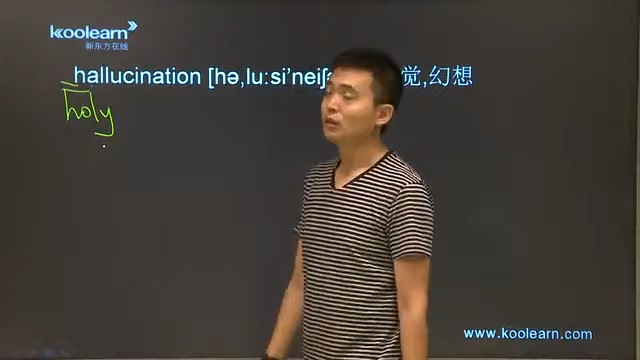 koolearn
新东方在线
hallucination [hə,lu:si'neiʃ 觉,幻想
holy
www.koolearn.com